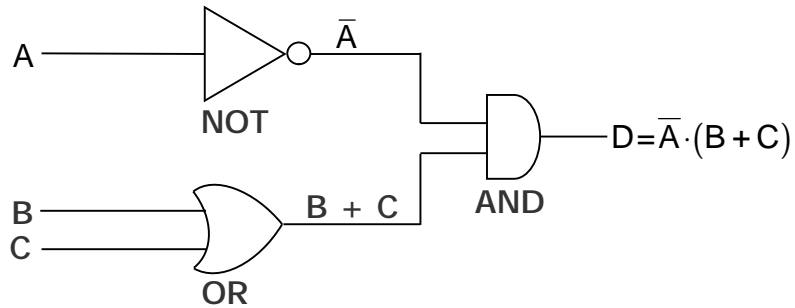 A
A̅
NOT
D=A̅·(B+C)
B
C
B + C
AND
OR